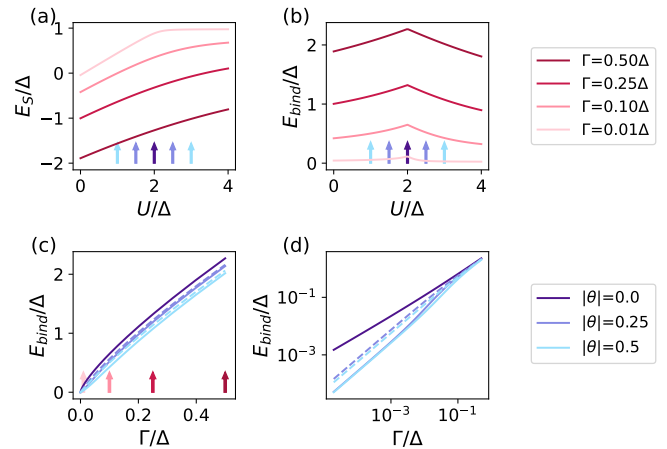 (a)
E_S/Δ
1
0
−1
−2
0
2
4
U/Δ
(b)
E_bind/Δ
2
1
0
0
2
4
U/Δ
Γ=0.50Δ
Γ=0.25Δ
Γ=0.10Δ
Γ=0.01Δ
(c)
E_bind/Δ
2
1
0
0.0
0.2
0.4
Γ/Δ
(d)
E_bind/Δ
10⁻¹
10⁻³
10⁻³
10⁻¹
Γ/Δ
|θ|=0.0
|θ|=0.25
|θ|=0.5